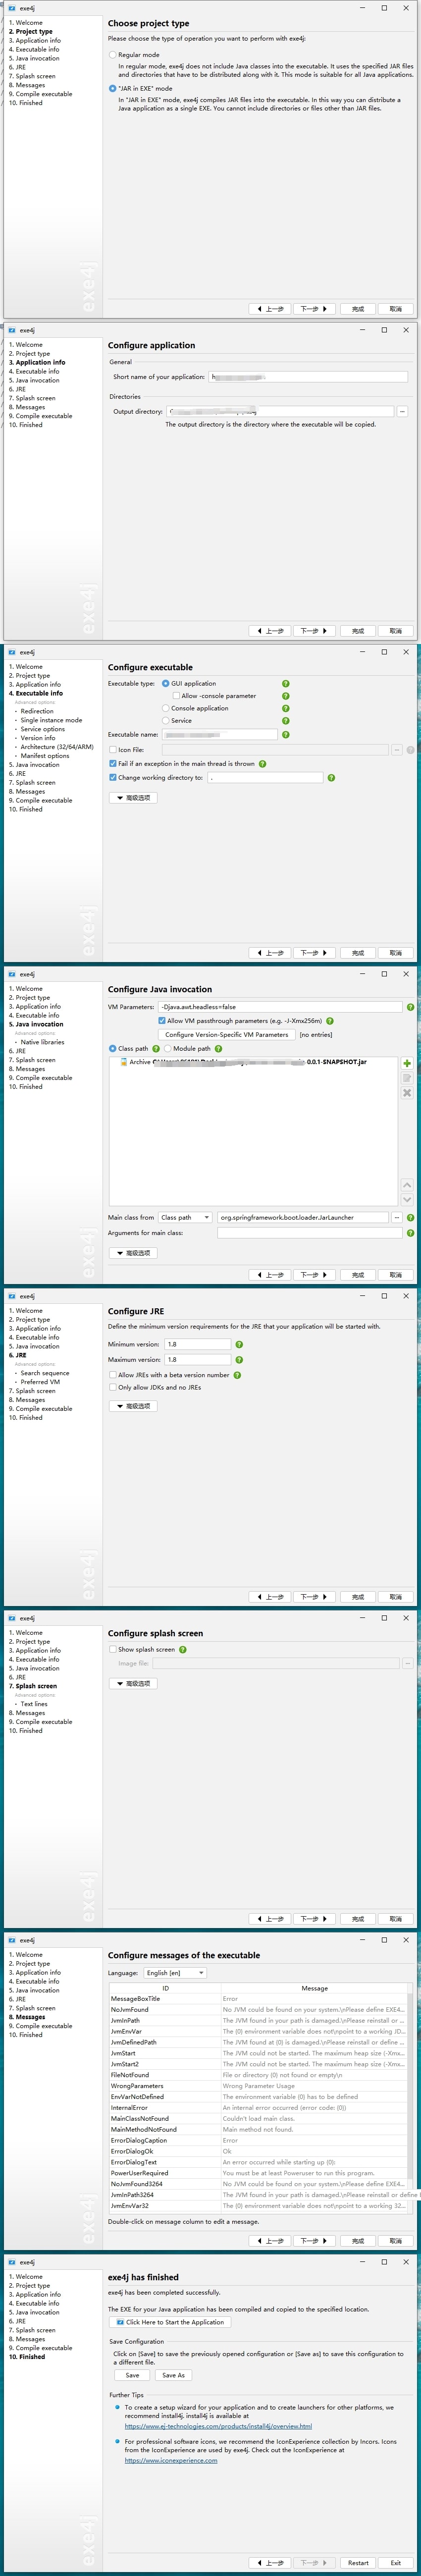 exe4j
1. Welcome
2. Project type
3. Application info
4. Executable info
5. Java invocation
6. JRE
7. Splash screen
8. Messages
9. Compile executable
10. Finished
exe4j
Choose project type
Please choose the type of operation you want to perform with exe4j:
Regular mode
In regular mode, exe4j does not include Java classes into the executable. It uses the specified JAR files
and directories that have to be distributed along with it. This mode is suitable for all Java applications.
"JAR in EXE" mode
In "JAR in EXE" mode, exe4j compiles JAR files into the executable. In this way you can distribute a
Java application as a single EXE. You cannot include directories or files other than JAR files.
上一步 下一步 完成 取消
exe4j
1. Welcome
2. Project type
3. Application info
4. Executable info
5. Java invocation
6. JRE
7. Splash screen
8. Messages
9. Compile executable
10. Finished
exe4j
Configure application
General
Short name of your application:
Directories
Output directory:
The output directory is the directory where the executable will be copied.
上一步 下一步 完成 取消
exe4j
1. Welcome
2. Project type
3. Application info
4. Executable info
Advanced options
Redirection
Single instance mode
Service options
Version info
Architecture (32/64/ARM)
Manifest options
5. Java invocation
6. JRE
7. Splash screen
8. Messages
9. Compile executable
10. Finished
exe4j
Configure executable
Executable type: GUI application
Allow -console parameter
Console application
Service
Executable name:
Icon File:
Fail if an exception in the main thread is thrown
Change working directory to: .
高级选项
上一步 下一步 完成 取消
exe4j
1. Welcome
2. Project type
3. Application info
4. Executable info
5. Java invocation
Advanced options
Native libraries
6. JRE
7. Splash screen
8. Messages
9. Compile executable
10. Finished
exe4j
Configure Java invocation
VM Parameters: -Djava.awt.headless=false
Allow VM passthrough parameters (e.g. -J-Xmx256m)
Configure Version-Specific VM Parameters [no entries]
Class path Module path
Archive 0.0.1-SNAPSHOT.jar
Main class from Class path org.springframework.boot.loader.JarLauncher
Arguments for main class:
高级选项
上一步 下一步 完成 取消
exe4j
1. Welcome
2. Project type
3. Application info
4. Executable info
5. Java invocation
6. JRE
Advanced options
Search sequence
Preferred VM
7. Splash screen
8. Messages
9. Compile executable
10. Finished
exe4j
Configure JRE
Define the minimum version requirements for the JRE that your application will be started with.
Minimum version: 1.8
Maximum version: 1.8
Allow JREs with a beta version number
Only allow JDKs and no JREs
高级选项
上一步 下一步 完成 取消
exe4j
1. Welcome
2. Project type
3. Application info
4. Executable info
5. Java invocation
6. JRE
7. Splash screen
Advanced options
Text lines
8. Messages
9. Compile executable
10. Finished
exe4j
Configure splash screen
Show splash screen
Image file:
高级选项
上一步 下一步 完成 取消
exe4j
1. Welcome
2. Project type
3. Application info
4. Executable info
5. Java invocation
6. JRE
7. Splash screen
8. Messages
9. Compile executable
10. Finished
exe4j
Configure messages of the executable
Language: English [en]
ID Message
MessageBoxTitle Error
NoJvmFound No JVM could be found on your system.\nPlease define EXE4...
JvmInPath The JVM found in your path is damaged.\nPlease reinstall or ...
JvmEnvVar The {0} environment variable does not\npoint to a working JD...
JvmDefinedPath The JVM found at {0} is damaged.\nPlease reinstall or define ...
JvmStart The JVM could not be started. The maximum heap size (-Xmx...
JvmStart2 The JVM could not be started. The maximum heap size (-Xmx...
FileNotFound File or directory {0} not found or empty\n
WrongParameters Wrong Parameter Usage
EnvVarNotDefined The environment variable {0} has to be defined
InternalError An internal error occurred (error code: {0})
MainClassNotFound Couldn't load main class.
MainMethodNotFound Main method not found.
ErrorDialogCaption Error
ErrorDialogOk Ok
ErrorDialogText An error occurred while starting up {0}:
PowerUserRequired You must be at least Poweruser to run this program.
NoJvmFound3264 No JVM could be found on your system.\nPlease define EXE4...
JvmInPath3264 The JVM found in your path is damaged.\nPlease reinstall or define
JvmEnvVar32 The {0} environment variable does not\npoint to a working 32...
Double-click on message column to edit a message.
上一步 下一步 完成 取消
exe4j
1. Welcome
2. Project type
3. Application info
4. Executable info
5. Java invocation
6. JRE
7. Splash screen
8. Messages
9. Compile executable
10. Finished
exe4j
exe4j has finished
exe4j has been completed successfully.
The EXE for your Java application has been compiled and copied to the specified location.
Click Here to Start the Application
Save Configuration
Click on [Save] to save the previously opened configuration or [Save as] to save this configuration to
a different file.
Save Save As
Further Tips
To create a setup wizard for your application and to create launchers for other platforms, we
recommend install4j. install4j is available at
https://www.ej-technologies.com/products/install4j/overview.html
For professional software icons, we recommend the IconExperience collection by Incors. Icons
from the IconExperience are used by exe4j. Check out the IconExperience at
https://www.iconexperience.com
上一步 下一步 Restart Exit